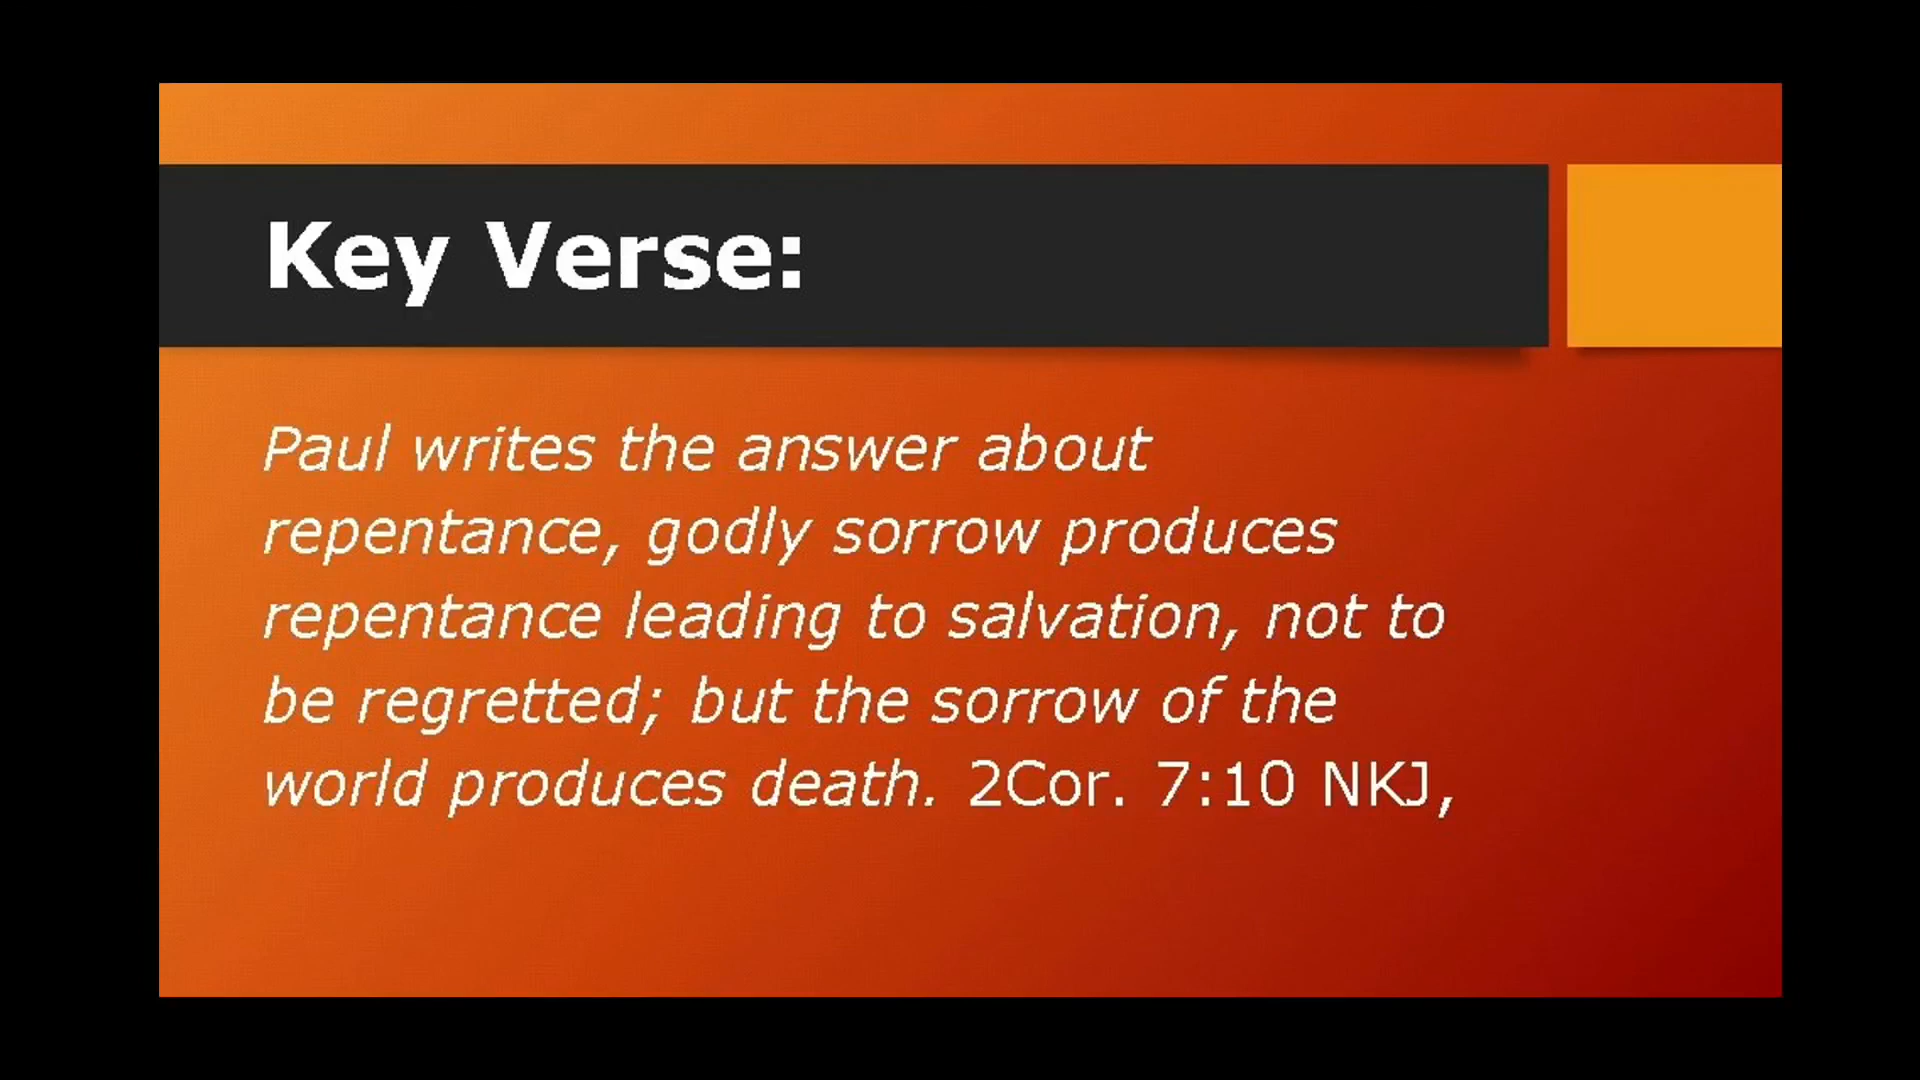 Key Verse:
Paul writes the answer about
repentance, godly sorrow produces
repentance leading to salvation, not to
be regretted; but the sorrow of the
world produces death. 2Cor. 7:10 NKJ,